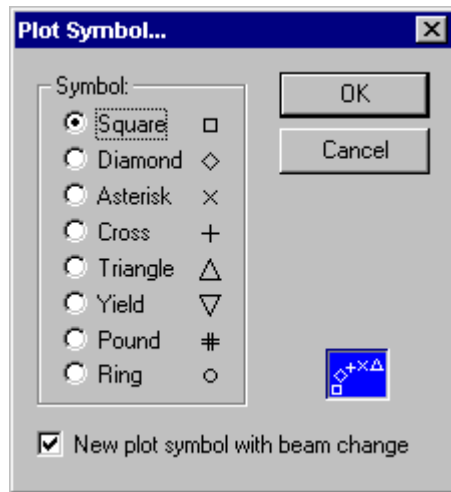 Plot Symbol...
Symbol:
Square
Diamond
Asterisk
Cross
Triangle
Yield
Pound
Ring
OK
Cancel
New plot symbol with beam change